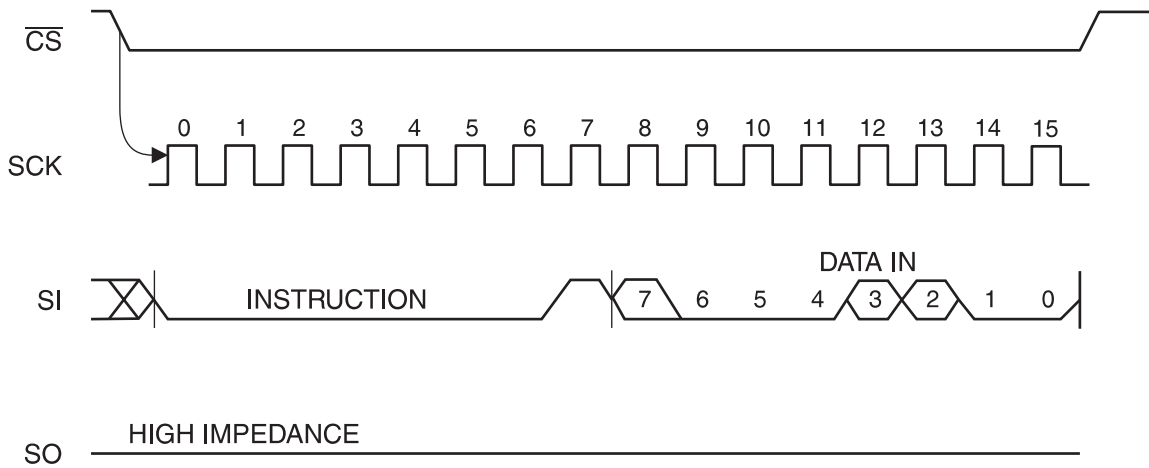 CS
0 1 2 3 4 5 6 7 8 9 10 11 12 13 14 15
SCK
DATA IN
SI INSTRUCTION 7 6 5 4 3 2 1 0
HIGH IMPEDANCE
SO